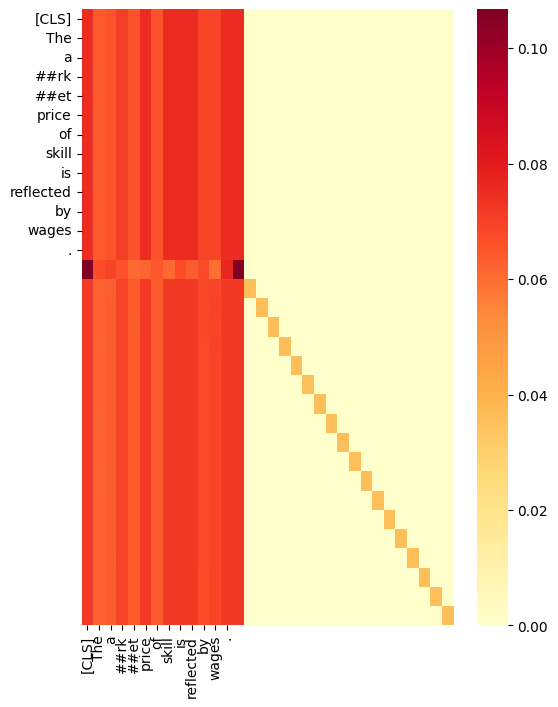 [CLS]
The
a
##rk
##et
price
of
skill
is
reflected
by
wages
.
0.10
0.08
0.06
0.04
0.02
0.00
[CLS]
The
a
##rk
##et
price
of
skill
is
reflected
by
wages
.